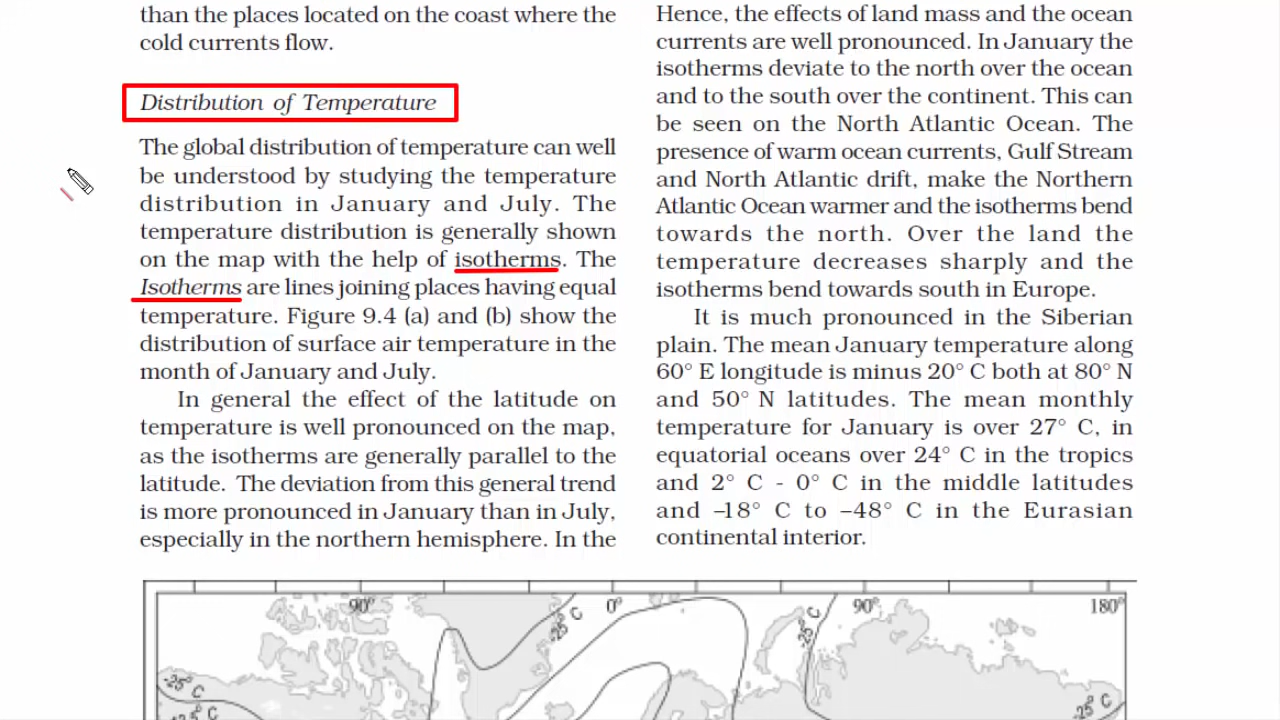 than the places located on the coast where the
cold currents flow.
Distribution of Temperature
The global distribution of temperature can well
be understood by studying the temperature
distribution in January and July. The
temperature distribution is generally shown
on the map with the help of isotherms. The
Isotherms are lines joining places having equal
temperature. Figure 9.4 (a) and (b) show the
distribution of surface air temperature in the
month of January and July.
In general the effect of the latitude on
temperature is well pronounced on the map,
as the isotherms are generally parallel to the
latitude. The deviation from this general trend
is more pronounced in January than in July,
especially in the northern hemisphere. In the
Hence, the effects of land mass and the ocean
currents are well pronounced. In January the
isotherms deviate to the north over the ocean
and to the south over the continent. This can
be seen on the North Atlantic Ocean. The
presence of warm ocean currents, Gulf Stream
and North Atlantic drift, make the Northern
Atlantic Ocean warmer and the isotherms bend
towards the north. Over the land the
temperature decreases sharply and the
isotherms bend towards south in Europe.
It is much pronounced in the Siberian
plain. The mean January temperature along
60° E longitude is minus 20° C both at 80° N
and 50° N latitudes. The mean monthly
temperature for January is over 27° C, in
equatorial oceans over 24° C in the tropics
and 2° C - 0° C in the middle latitudes
and –18° C to –48° C in the Eurasian
continental interior.
90° 0° 90° 180°
-25° C
-25° C
-25° C
-25° C